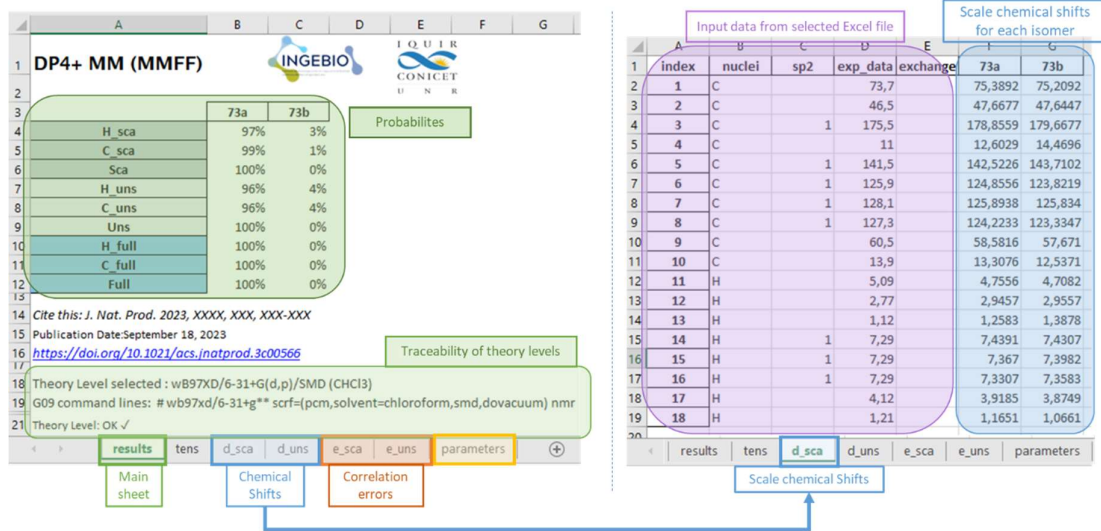 A B C D E F G
1 DP4+ MM (MMFF) INGEBIO I Q U I R
CONICET
2 U N R
3 73a 73b
Probabilites
4 H_sca 97% 3%
5 C_sca 99% 1%
6 Sca 100% 0%
7 H_uns 96% 4%
8 C_uns 96% 4%
9 Uns 100% 0%
10 H_full 100% 0%
11 C_full 100% 0%
12 Full 100% 0%
13
14 Cite this: J. Nat. Prod. 2023, XXXX, XXX, XXX-XXX
15 Publication Date:September 18, 2023
16 https://doi.org/10.1021/acs.jnatprod.3c00566
Traceability of theory levels
17
18 Theory Level selected : wB97XD/6-31+G(d,p)/SMD (CHCl3)
19 G09 command lines: # wb97xd/6-31+g** scrf=(pcm,solvent=chloroform,smd,dovacuum) nmr
21 Theory Level: OK ✓
results tens d_sca d_uns e_sca e_uns parameters
Main
sheet
Chemical
Shifts
Correlation
errors
Input data from selected Excel file
Scale chemical shifts
for each isomer
A B C D E F G
1 index nuclei sp2 exp_data exchange 73a 73b
2 1 C 73,7 75,3892 75,2092
3 2 C 46,5 47,6677 47,6447
4 3 C 1 175,5 178,8559 179,6677
5 4 C 11 12,6029 14,4696
6 5 C 1 141,5 142,5226 143,7102
7 6 C 1 125,9 124,8556 123,8219
8 7 C 1 128,1 125,8938 125,834
9 8 C 1 127,3 124,2233 123,3347
10 9 C 60,5 58,5816 57,671
11 10 C 13,9 13,3076 12,5371
12 11 H 5,09 4,7556 4,7082
13 12 H 2,77 2,9457 2,9557
14 13 H 1,12 1,2583 1,3878
15 14 H 1 7,29 7,4391 7,4307
16 15 H 1 7,29 7,367 7,3982
17 16 H 1 7,29 7,3307 7,3583
18 17 H 4,12 3,9185 3,8749
19 18 H 1,21 1,1651 1,0661
20
results tens d_sca d_uns e_sca e_uns parameters
Scale chemical Shifts